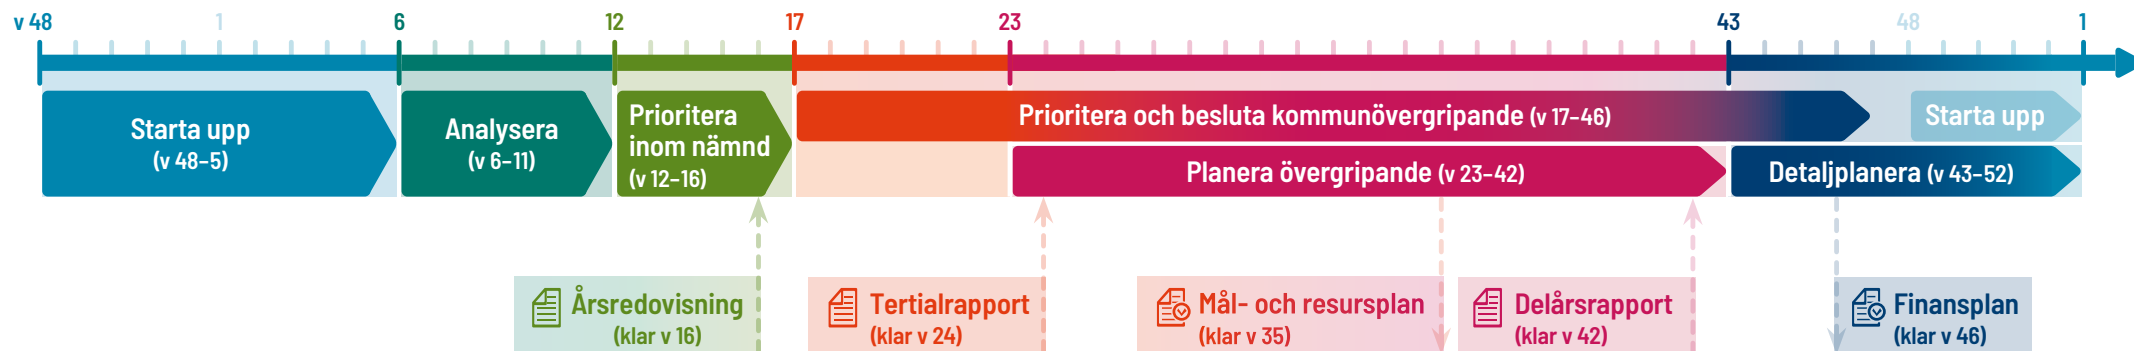 v 48
1
6
12
17
23
43
48
1
Starta upp
(v 48–5)
Analysera
(v 6–11)
Prioritera
inom nämnd
(v 12–16)
Prioritera och besluta kommunövergripande (v 17–46)
Starta upp
Planera övergripande (v 23–42)
Detaljplanera (v 43–52)
Årsredovisning
(klar v 16)
Tertialrapport
(klar v 24)
Mål- och resursplan
(klar v 35)
Delårsrapport
(klar v 42)
Finansplan
(klar v 46)